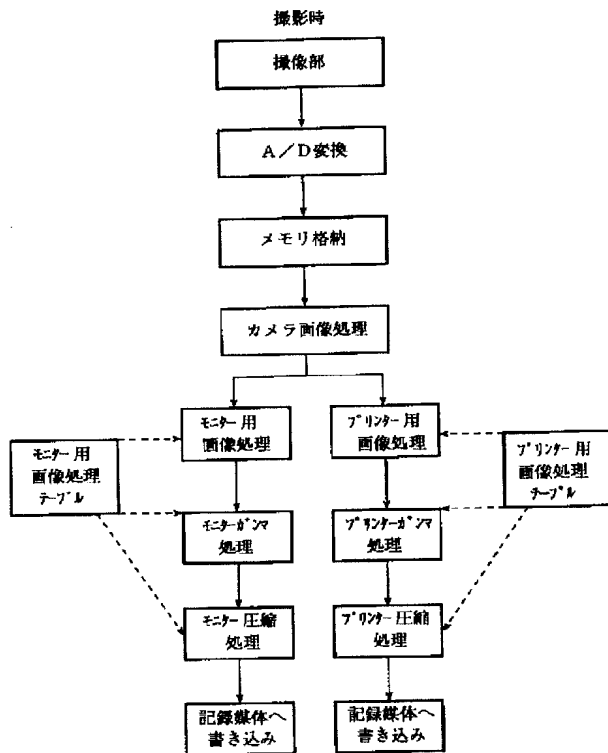 撮影時
撮像部
A/D変換
メモリ格納
カメラ画像処理
モニター用
画像処理
プリンター用
画像処理
モニター用
画像処理
テーブル
プリンター用
画像処理
テーブル
モニターガンマ
処理
プリンターガンマ
処理
モニター圧縮
処理
プリンター圧縮
処理
記録媒体へ
書き込み
記録媒体へ
書き込み